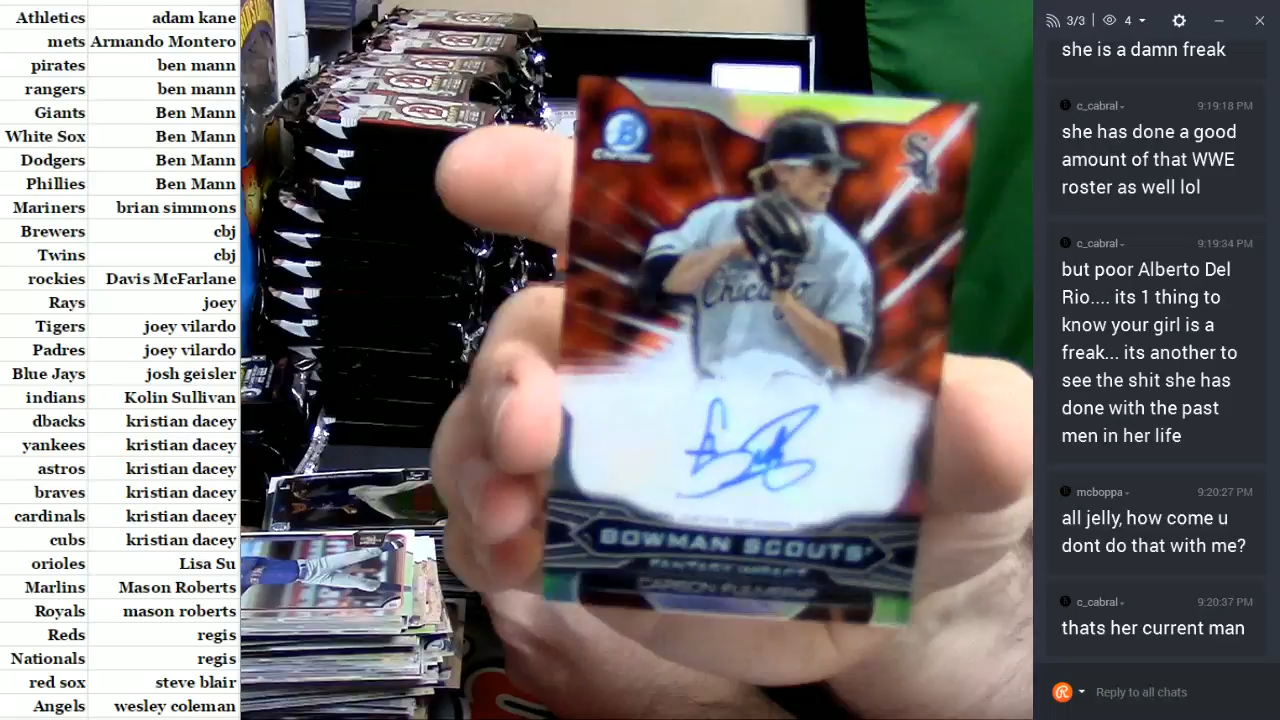 Athletics adam kane
mets Armando Montero
pirates ben mann
rangers ben mann
Giants Ben Mann
White Sox Ben Mann
Dodgers Ben Mann
Phillies Ben Mann
Mariners brian simmons
Brewers cbj
Twins cbj
rockies Davis McFarlane
Rays joey
Tigers joey vilardo
Padres joey vilardo
Blue Jays josh geisler
indians Kolin Sullivan
dbacks kristian dacey
yankees kristian dacey
astros kristian dacey
braves kristian dacey
cardinals kristian dacey
cubs kristian dacey
orioles Lisa Su
Marlins Mason Roberts
Royals mason roberts
Reds regis
Nationals regis
red sox steve blair
Angels wesley coleman
B
Chrome
SOX
Chicago
BOWMAN SCOUTS'
FANTASY IMPACT
CARSON FULMER
3/3 | 4
she is a damn freak
c_cabral 9:19:18 PM
she has done a good
amount of that WWE
roster as well lol
c_cabral 9:19:34 PM
but poor Alberto Del
Rio.... its 1 thing to
know your girl is a
freak... its another to
see the shit she has
done with the past
men in her life
mcboppa 9:20:27 PM
all jelly, how come u
dont do that with me?
c_cabral 9:20:37 PM
thats her current man
Reply to all chats